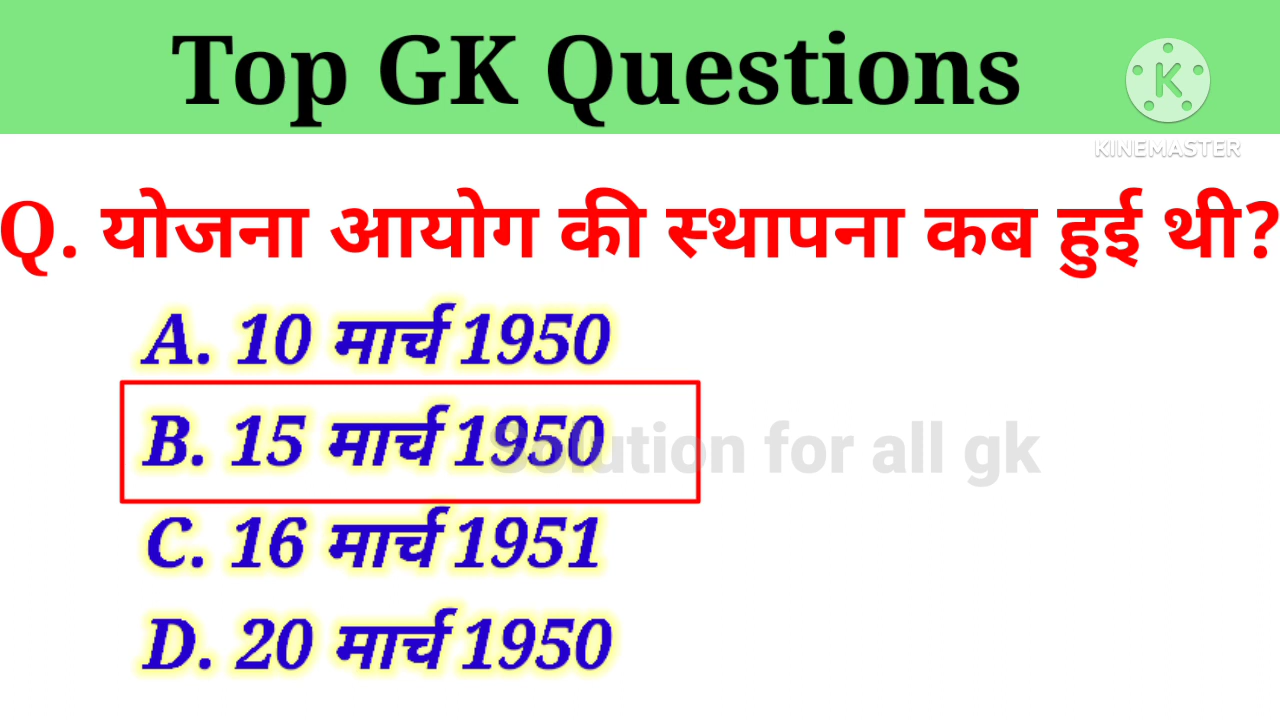 Top GK Questions
K
KINEMASTER
Q. योजना आयोग की स्थापना कब हुई थी?
A. 10 मार्च 1950
B. 15 मार्च 1950
Solution for all gk
C. 16 मार्च 1951
D. 20 मार्च 1950